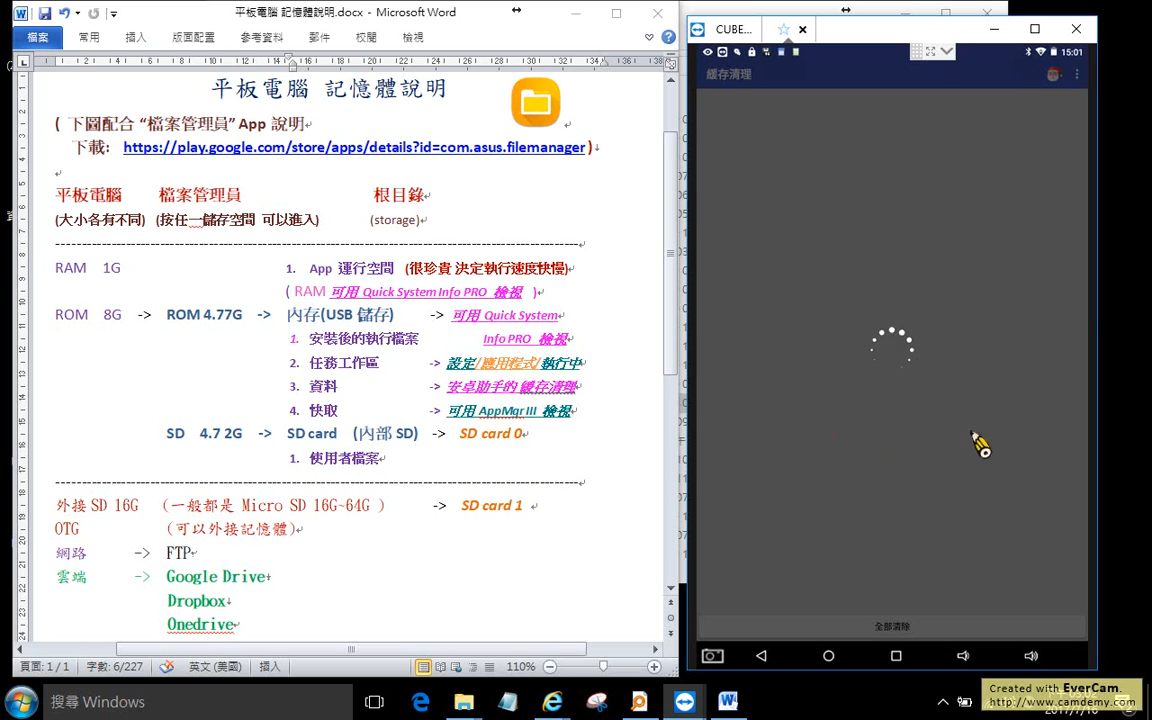 平板電腦 記憶體說明.docx - Microsoft Word
檔案 常用 插入 版面配置 參考資料 郵件 校閱 檢視
平板電腦 記憶體說明
( 下圖配合 “檔案管理員” App 說明
下載: https://play.google.com/store/apps/details?id=com.asus.filemanager )
平板電腦 檔案管理員 根目錄
(大小各有不同) (按任一儲存空間 可以進入) (storage)
RAM 1G 1. App 運行空間 (很珍貴 決定執行速度快慢)
( RAM 可用 Quick System Info PRO 檢視 )
ROM 8G -> ROM 4.77G -> 內存(USB 儲存) -> 可用 Quick System
1. 安裝後的執行檔案 Info PRO 檢視
2. 任務工作區 -> 設定/應用程式/執行中
3. 資料 -> 安卓助手的 緩存清理
4. 快取 -> 可用 AppMgr III 檢視
SD 4.7 2G -> SD card (內部 SD) -> SD card 0
1. 使用者檔案
外接 SD 16G (一般都是 Micro SD 16G~64G ) -> SD card 1
OTG (可以外接記憶體)
網路 -> FTP
雲端 -> Google Drive
Dropbox
Onedrive
頁面: 1 / 1 字數: 6/227 英文 (美國) 插入 110%
CUBE...
15:01
緩存清理
全部清除
搜尋 Windows
Created with EverCam.
http://www.camdemy.com